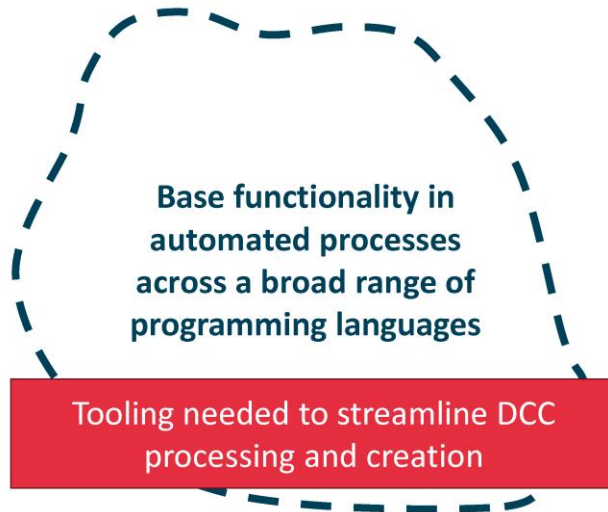 Base functionality in
automated processes
across a broad range of
programming languages
Tooling needed to streamline DCC
processing and creation